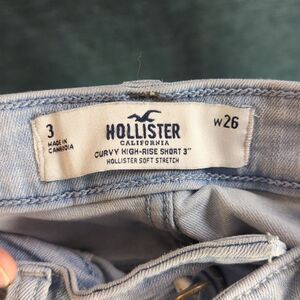 3
MADE IN
CAMBODIA
HOLLISTER
CALIFORNIA
CURVY HIGH-RISE SHORT 3"
HOLLISTER SOFT STRETCH
W26